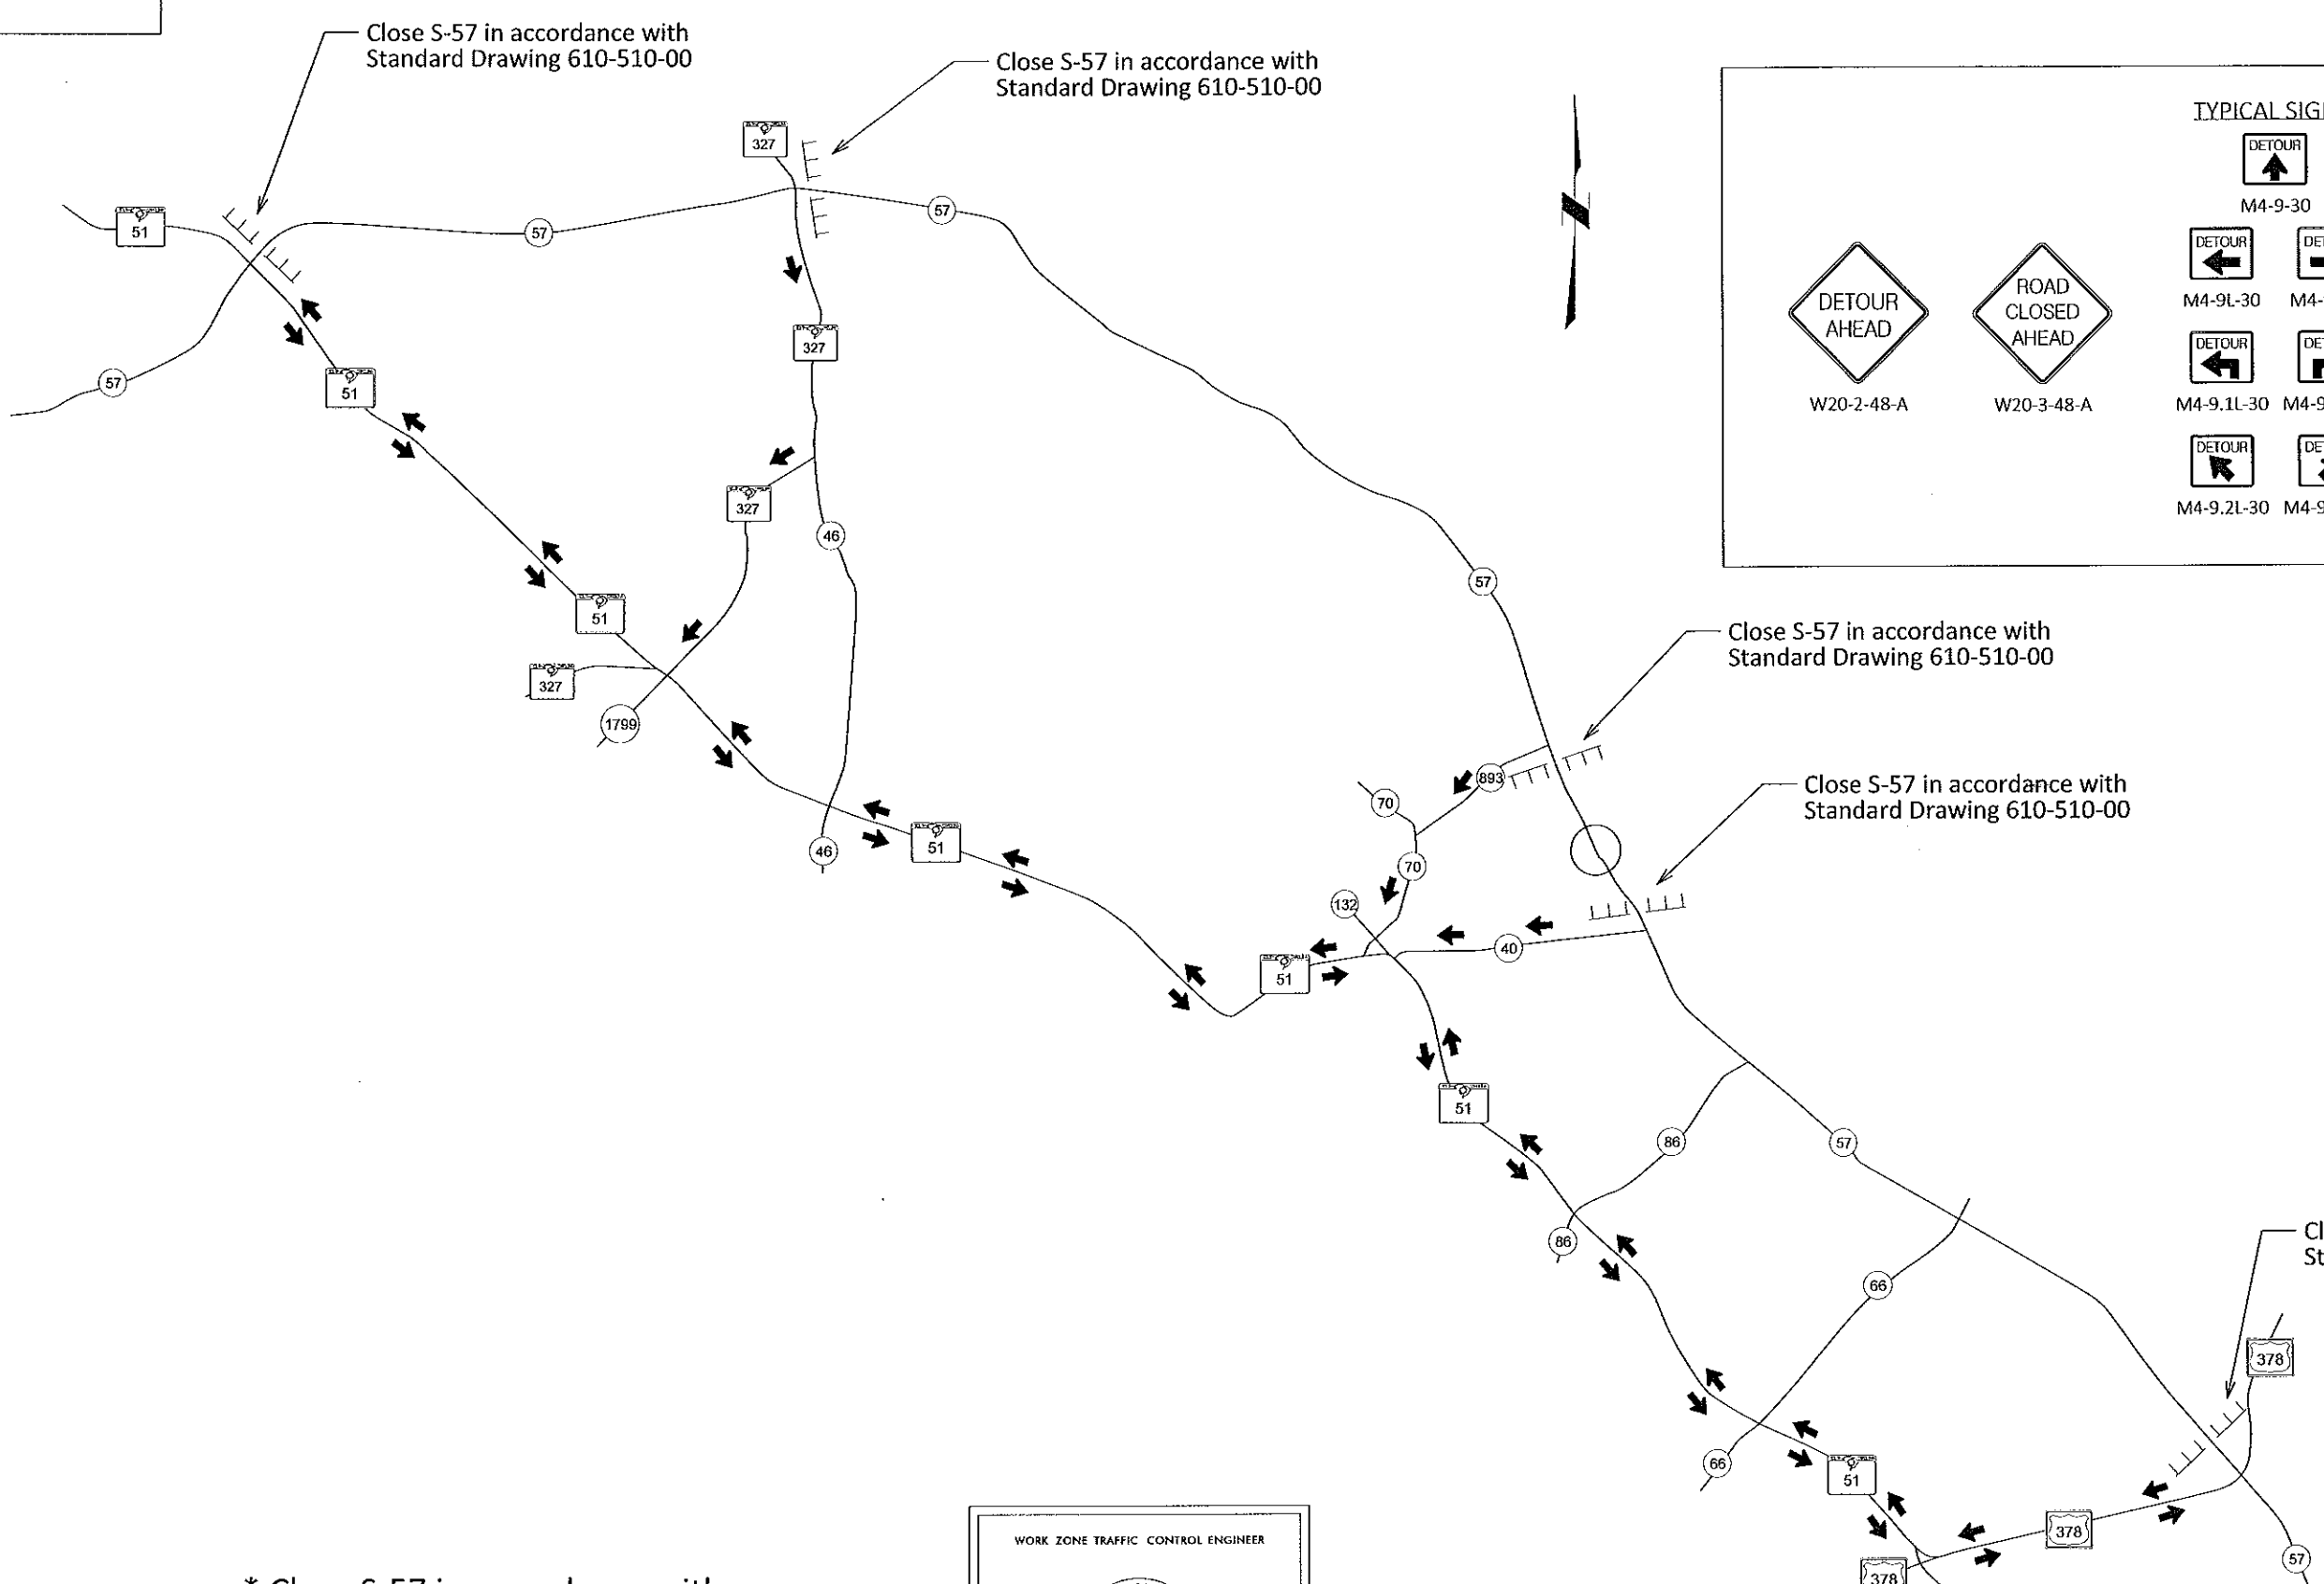 Close S-57 in accordance with
Standard Drawing 610-510-00
Close S-57 in accordance with
Standard Drawing 610-510-00
327
51
57
57
57
51
327
327
46
51
327
1799
46
51
57
Close S-57 in accordance with
Standard Drawing 610-510-00
Close S-57 in accordance with
Standard Drawing 610-510-00
893
70
70
132
40
51
51
86
86
57
66
66
51
378
378
378
57
TYPICAL
DETOUR
M4-9-30
DETOUR
M4-9L-30
DETOUR
AHEAD
W20-2-48-A
ROAD
CLOSED
AHEAD
W20-3-48-A
DETOUR
M4-9.1L-30
DETOUR
M4-9.2L-30
WORK ZONE TRAFFIC CONTROL ENGINEER